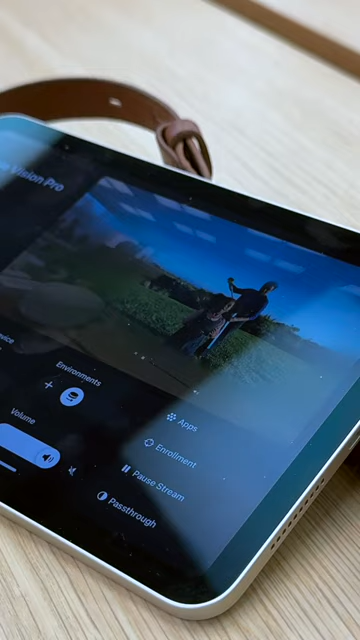 Vision Pro
Environments
Volume
Apps
Enrollment
Pause Stream
Passthrough